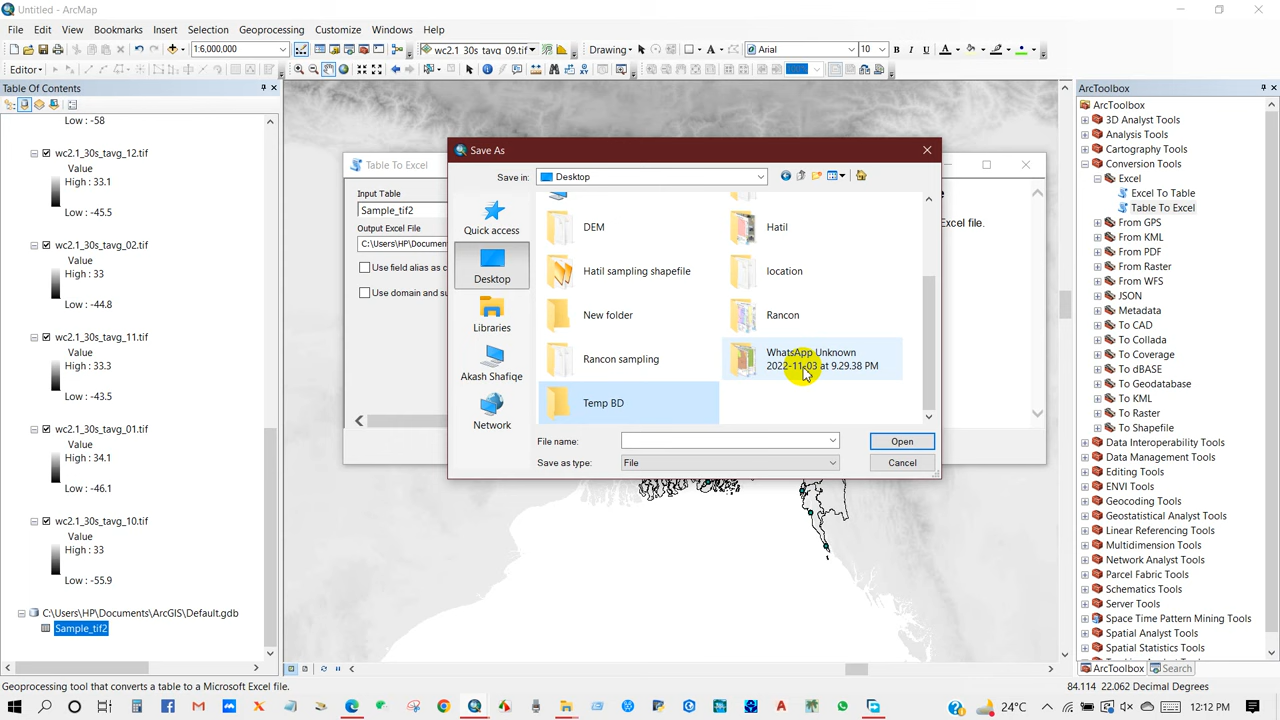 Untitled - ArcMap
File Edit View Bookmarks Insert Selection Geoprocessing Customize Windows Help
1:6,000,000 wc2.1_30s_tavg_09.tif Drawing Arial 10 B I U A
Editor
Table Of Contents
Low : -58
wc2.1_30s_tavg_12.tif
Value
High : 33.1
Low : -45.5
wc2.1_30s_tavg_02.tif
Value
High : 33
Low : -44.8
wc2.1_30s_tavg_11.tif
Value
High : 33.3
Low : -43.5
wc2.1_30s_tavg_01.tif
Value
High : 34.1
Low : -46.1
wc2.1_30s_tavg_10.tif
Value
High : 33
Low : -55.9
C:\Users\HP\Documents\ArcGIS\Default.gdb
Sample_tif2
Table To Excel
Input Table
Sample_tif2
Output Excel File
C:\Users\HP\Document
Use field alias as c
Use domain and su
Excel file.
Save As
Save in: Desktop
Quick access
Desktop
Libraries
Akash Shafiqe
Network
DEM
Hatil
Hatil sampling shapefile
location
New folder
Rancon
Rancon sampling
WhatsApp Unknown
2022-11-03 at 9.29.38 PM
Temp BD
File name:
Open
Save as type: File
Cancel
ArcToolbox
ArcToolbox
3D Analyst Tools
Analysis Tools
Cartography Tools
Conversion Tools
Excel
Excel To Table
Table To Excel
From GPS
From KML
From PDF
From Raster
From WFS
JSON
Metadata
To CAD
To Collada
To Coverage
To dBASE
To Geodatabase
To KML
To Raster
To Shapefile
Data Interoperability Tools
Data Management Tools
Editing Tools
ENVI Tools
Geocoding Tools
Geostatistical Analyst Tools
Linear Referencing Tools
Multidimension Tools
Network Analyst Tools
Parcel Fabric Tools
Schematics Tools
Server Tools
Space Time Pattern Mining Tools
Spatial Analyst Tools
Spatial Statistics Tools
ArcToolbox Search
Geoprocessing tool that converts a table to a Microsoft Excel file.
84.114 22.062 Decimal Degrees
24°C
12:12 PM